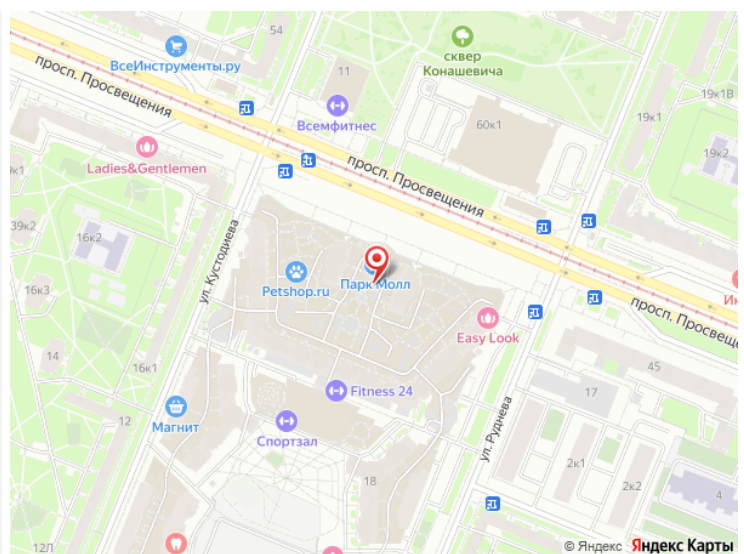 54
ВсеИнструменты.ру
просп. Просвещения
11
Всемфитнес
сквер
Конашевича
60к1
19к1В
19к1
19к2
Ladies&Gentlemen
просп. Просвещения
39к2
16к2
ул. Кустодиева
16к3
Petshop.ru
Парк Молл
Easy Look
Ин
просп. Просвеще
14
16к1
45
Fitness 24
17
12
Магнит
Спортзал
ул. Руднева
18
2к1
2к2
4
12Л
© Яндекс Яндекс Карты